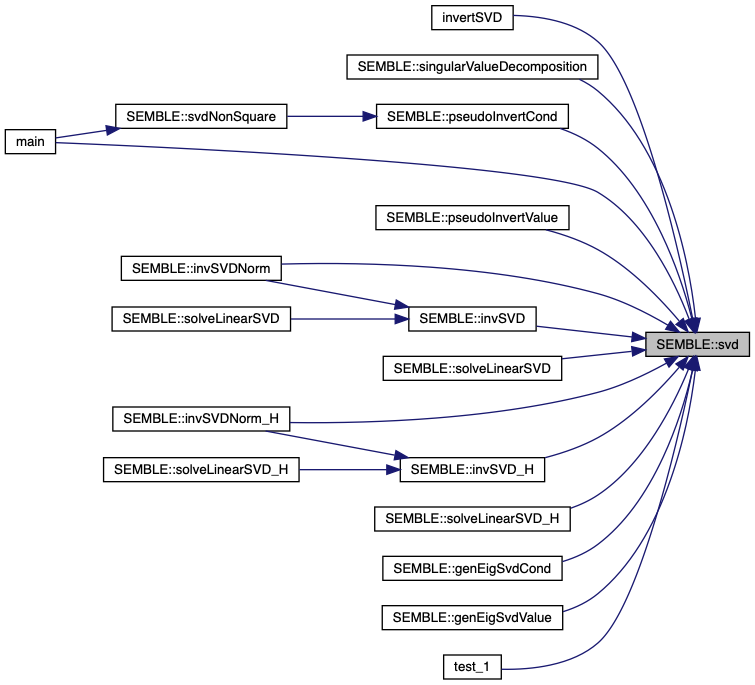 invertSVD
SEMBLE::singularValueDecomposition
SEMBLE::svdNonSquare
SEMBLE::pseudoInvertCond
main
SEMBLE::pseudoInvertValue
SEMBLE::invSVDNorm
SEMBLE::solveLinearSVD
SEMBLE::invSVD
SEMBLE::svd
SEMBLE::solveLinearSVD
SEMBLE::invSVDNorm_H
SEMBLE::solveLinearSVD_H
SEMBLE::invSVD_H
SEMBLE::solveLinearSVD_H
SEMBLE::genEigSvdCond
SEMBLE::genEigSvdValue
test_1